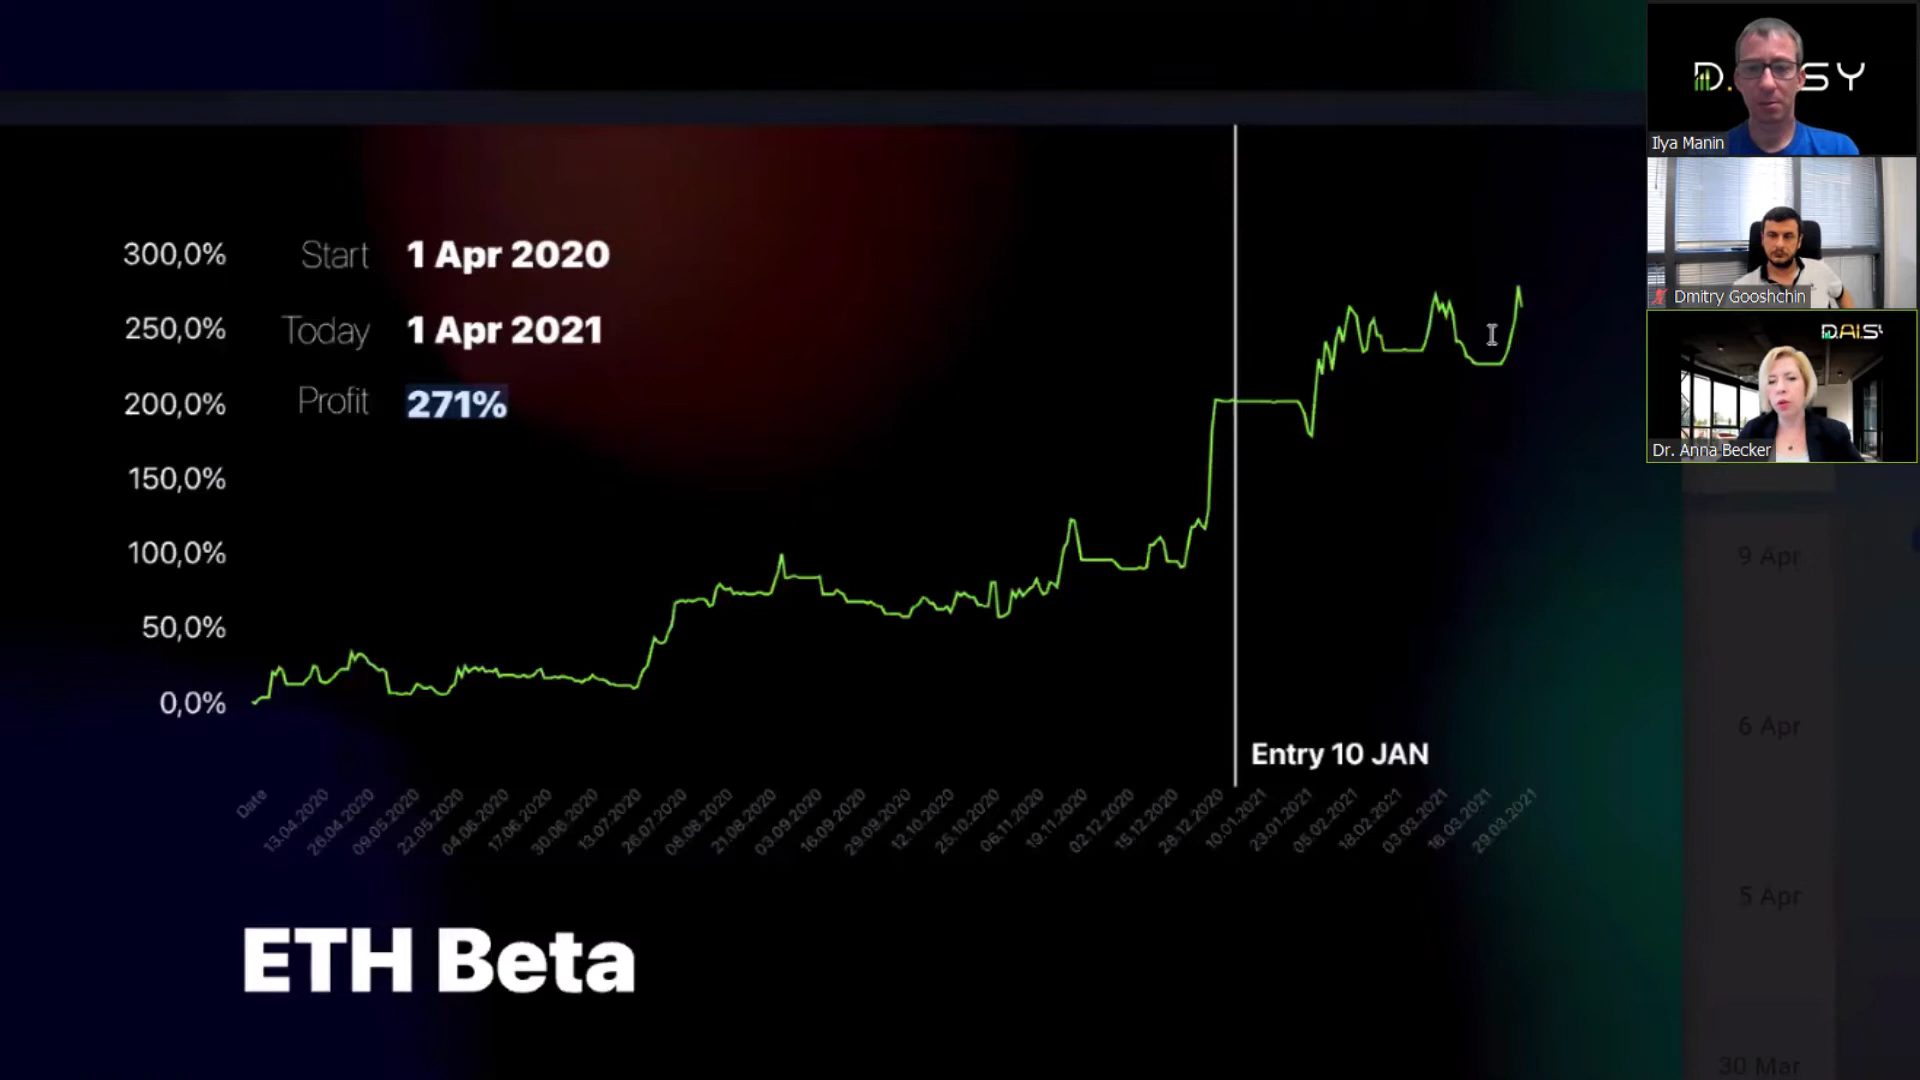 300,0%
250,0%
200,0%
150,0%
100,0%
50,0%
0,0%
Start 1 Apr 2020
Today 1 Apr 2021
Profit 271%
Entry 10 JAN
Date
13.04.2020
26.04.2020
09.05.2020
22.05.2020
04.06.2020
17.06.2020
30.06.2020
13.07.2020
26.07.2020
08.08.2020
21.08.2020
03.09.2020
16.09.2020
29.09.2020
12.10.2020
25.10.2020
06.11.2020
19.11.2020
02.12.2020
15.12.2020
28.12.2020
10.01.2021
23.01.2021
05.02.2021
18.02.2021
03.03.2021
16.03.2021
29.03.2021
ETH Beta
D. SY
Ilya Manin
Dmitry Gooshchin
D.AI.S
Dr. Anna Becker
9 Apr
6 Apr
5 Apr
30 Mar